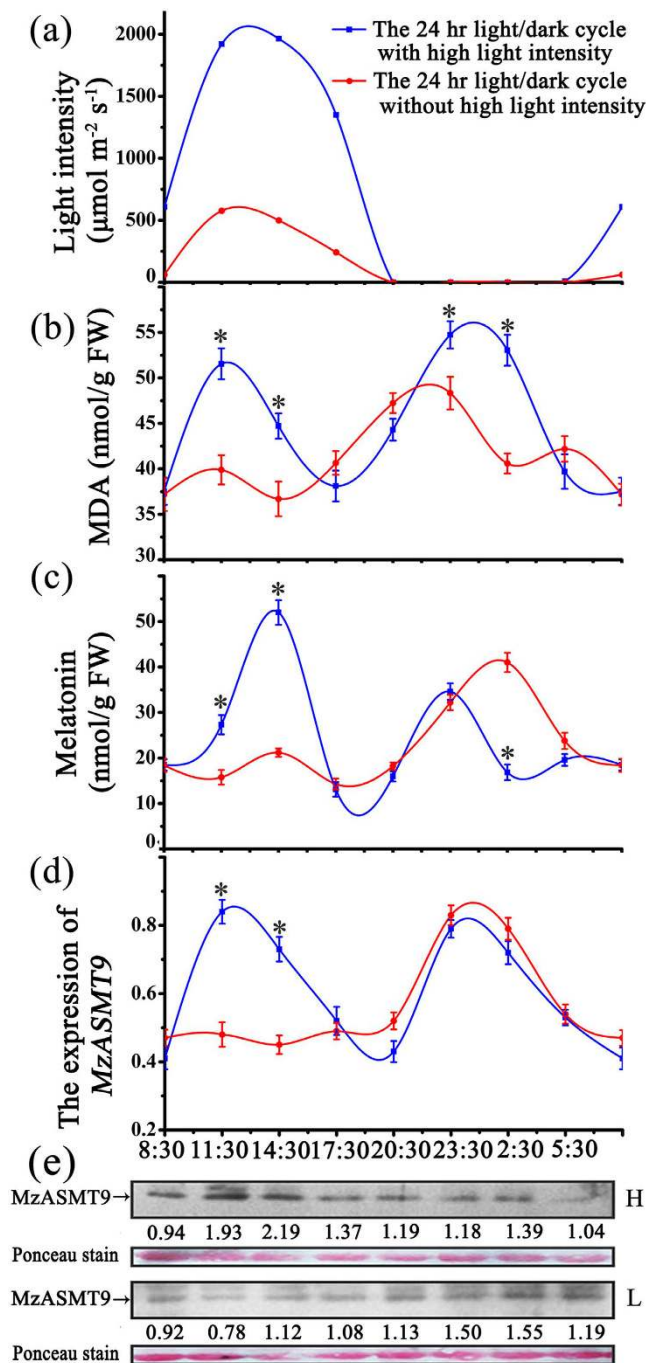 (a)
Light intensity
(μmol m⁻² s⁻¹)
2000
1500
1000
500
0
The 24 hr light/dark cycle
with high light intensity
The 24 hr light/dark cycle
without high light intensity
(b)
MDA (nmol/g FW)
55
50
45
40
35
30
* * * *
(c)
Melatonin
(nmol/g FW)
50
40
30
20
10
0
* * *
(d)
The expression of
MzASMT9
0.8
0.6
0.4
0.2
* *
8:30 11:30 14:30 17:30 20:30 23:30 2:30 5:30
(e)
MzASMT9→ H
0.94 1.93 2.19 1.37 1.19 1.18 1.39 1.04
Ponceau stain
MzASMT9→ L
0.92 0.78 1.12 1.08 1.13 1.50 1.55 1.19
Ponceau stain